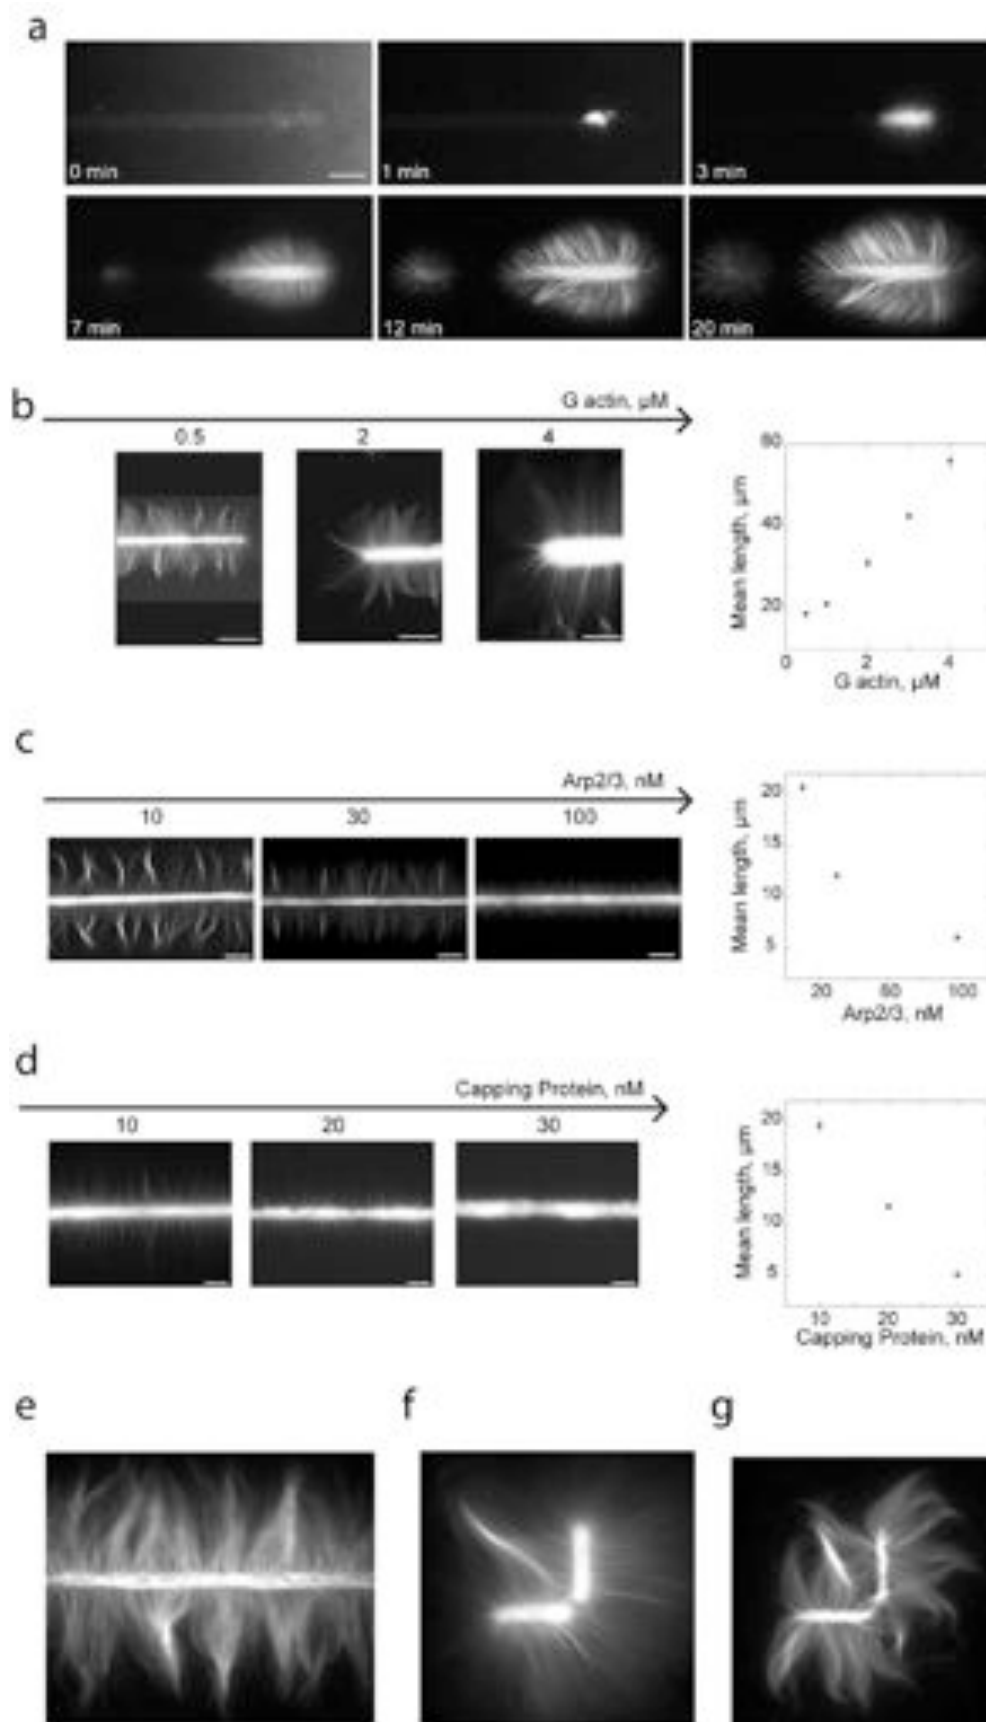 a
0 min
1 min
3 min
7 min
12 min
20 min
b
G actin, µM
0.5 2 4
Mean length, µm
60
40
20
0 2 4
G actin, µM
c
Arp2/3, nM
10 30 100
Mean length, µm
20
15
10
5
20 60 100
Arp2/3, nM
d
Capping Protein, nM
10 20 30
Mean length, µm
20
15
10
5
10 20 30
Capping Protein, nM
e f g